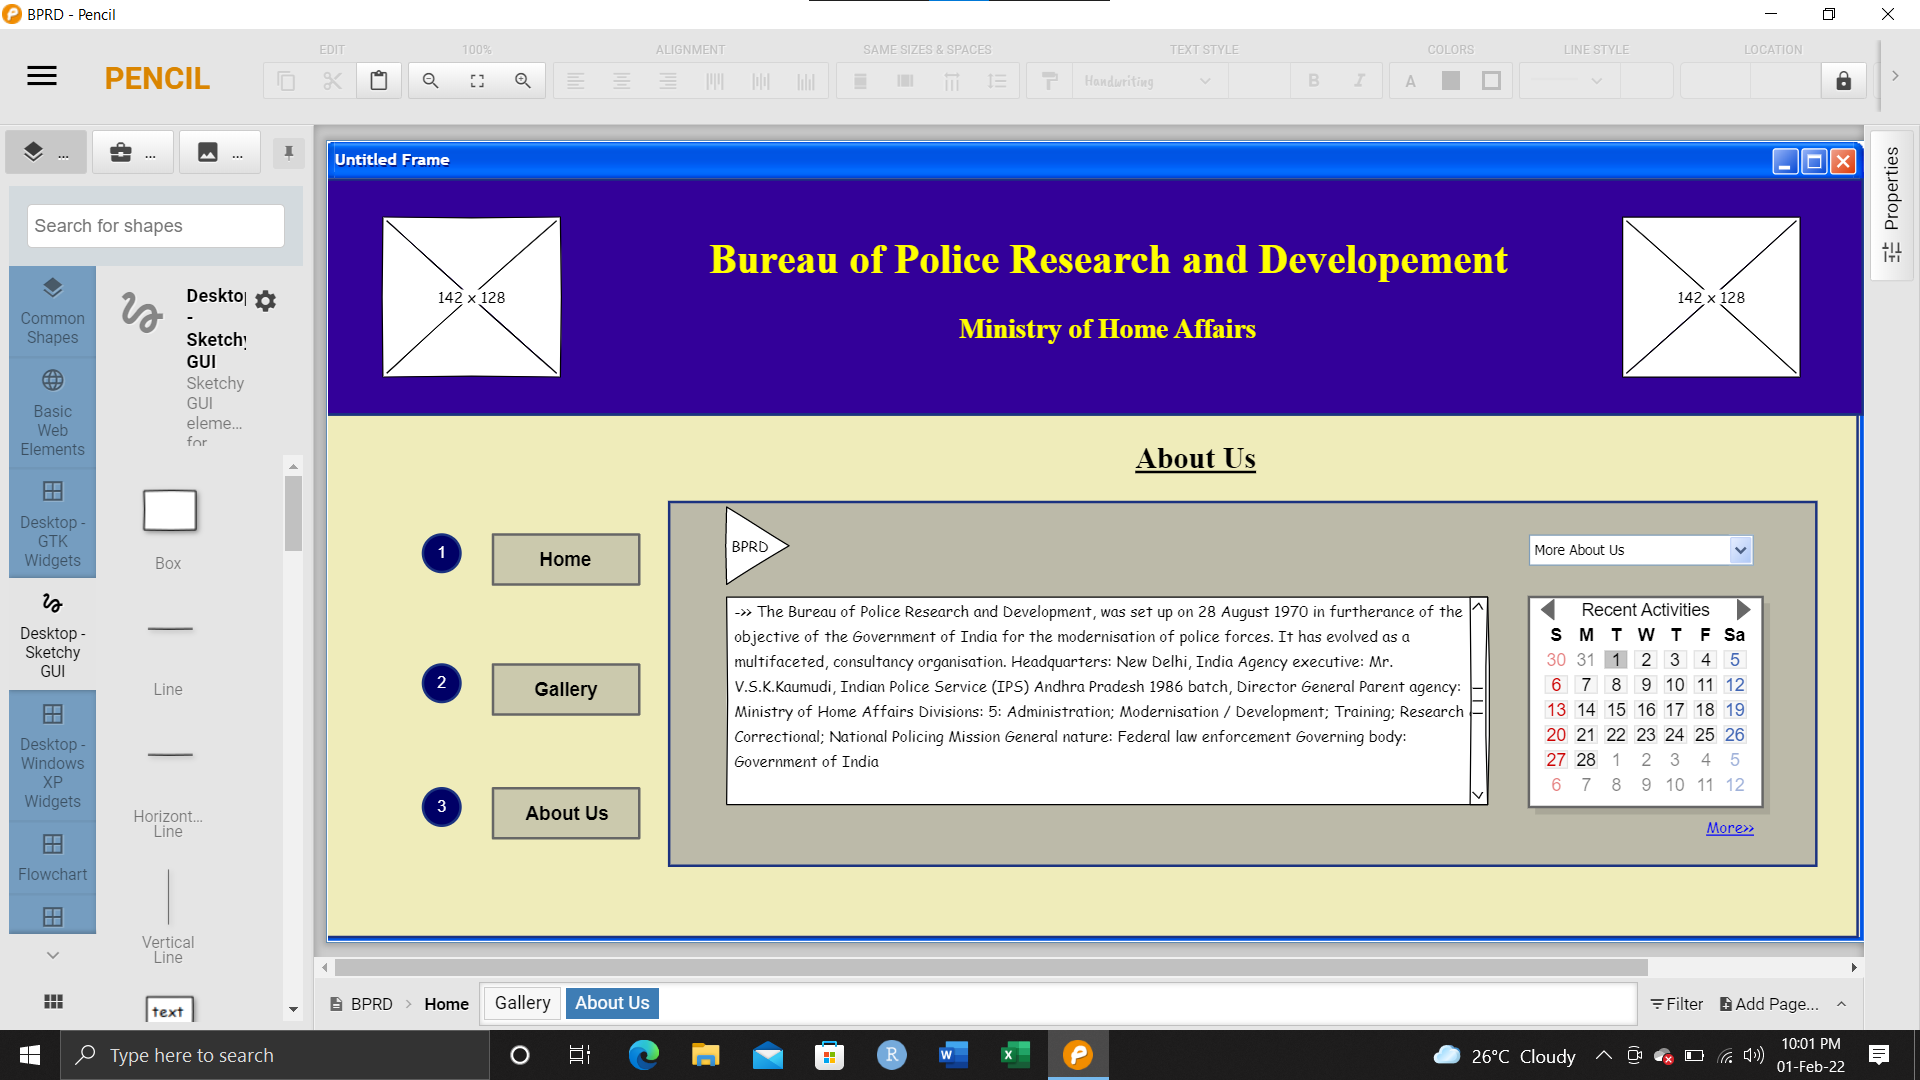 BPRD - Pencil
EDIT
100%
ALIGNMENT
SAME SIZES & SPACES
TEXT STYLE
COLORS
LINE STYLE
LOCATION
PENCIL
Handwriting
B
I
A
...
...
...
Search for shapes
Common Shapes
Basic Web Elements
Desktop - GTK Widgets
Desktop - Sketchy GUI
Desktop - Windows XP Widgets
Flowchart
Desktop
-
Sketchy
GUI
Sketchy
GUI
eleme...
for
Box
Line
Horizont...
Line
Vertical
Line
text
Untitled Frame
142 x 128
Bureau of Police Research and Developement
Ministry of Home Affairs
142 x 128
About Us
1 Home
2 Gallery
3 About Us
BPRD
More About Us
->> The Bureau of Police Research and Development, was set up on 28 August 1970 in furtherance of the
objective of the Government of India for the modernisation of police forces. It has evolved as a
multifaceted, consultancy organisation. Headquarters: New Delhi, India Agency executive: Mr.
V.S.K.Kaumudi, Indian Police Service (IPS) Andhra Pradesh 1986 batch, Director General Parent agency:
Ministry of Home Affairs Divisions: 5: Administration; Modernisation / Development; Training; Research
Correctional; National Policing Mission General nature: Federal law enforcement Governing body:
Government of India
Recent Activities
S M T W T F Sa
30 31 1 2 3 4 5
6 7 8 9 10 11 12
13 14 15 16 17 18 19
20 21 22 23 24 25 26
27 28 1 2 3 4 5
6 7 8 9 10 11 12
More>>
Properties
BPRD > Home
Gallery
About Us
Filter
Add Page...
Type here to search
26°C Cloudy
10:01 PM
01-Feb-22